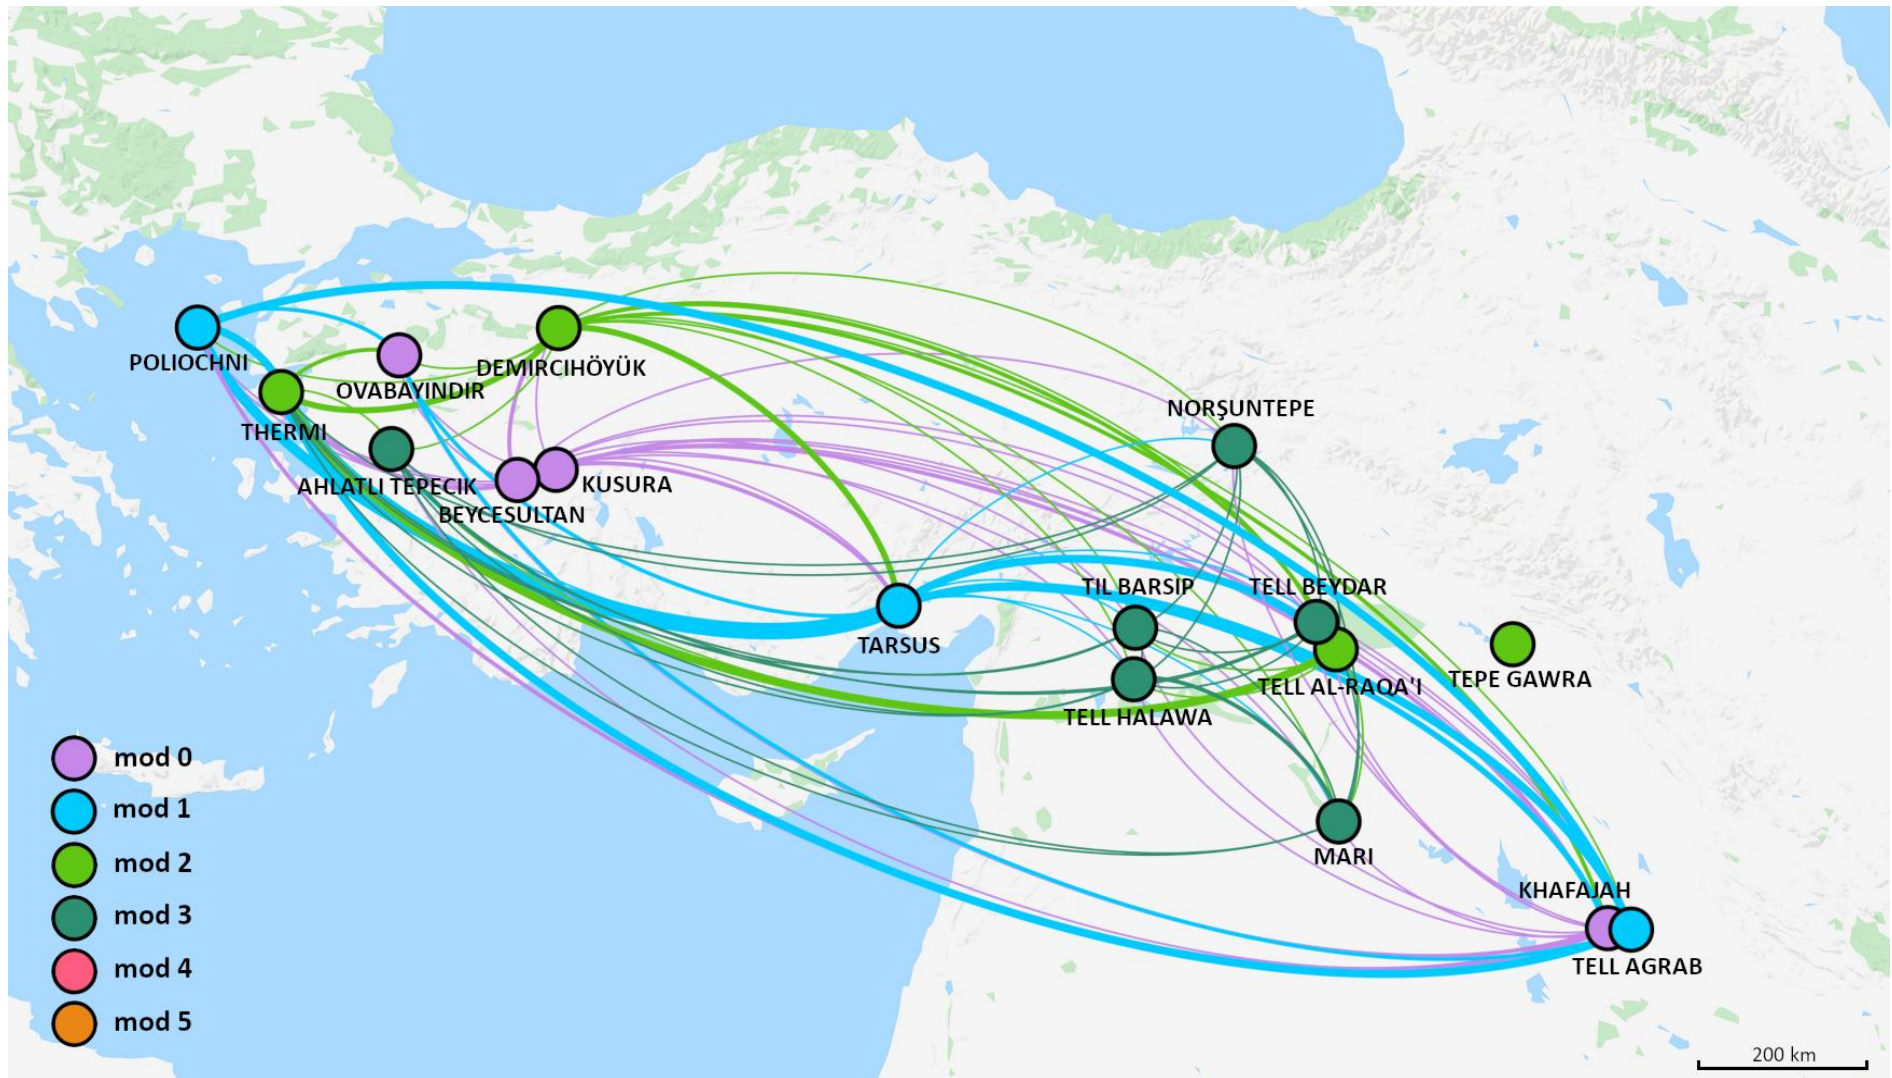 POLIOCHNI
OVABAYINDIR
DEMIRCIHÖYÜK
THERMI
AHLATLI TEPECIK
KUSURA
BEYCESULTAN
NORŞUNTEPE
TIL BARSIP
TELL BEYDAR
TARSUS
TELL AL-RAQA'I
TEPE GAWRA
TELL HALAWA
MARI
KHAFAJAH
TELL AGRAB
mod 0
mod 1
mod 2
mod 3
mod 4
mod 5
200 km